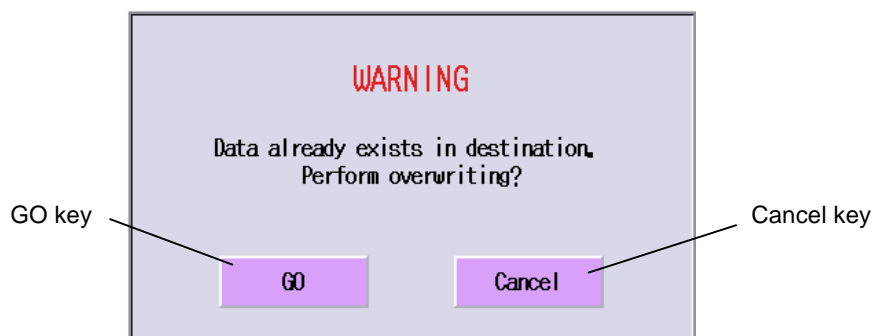 WARNING
Data already exists in destination.
Perform overwriting?
GO key
Cancel key
GO
Cancel